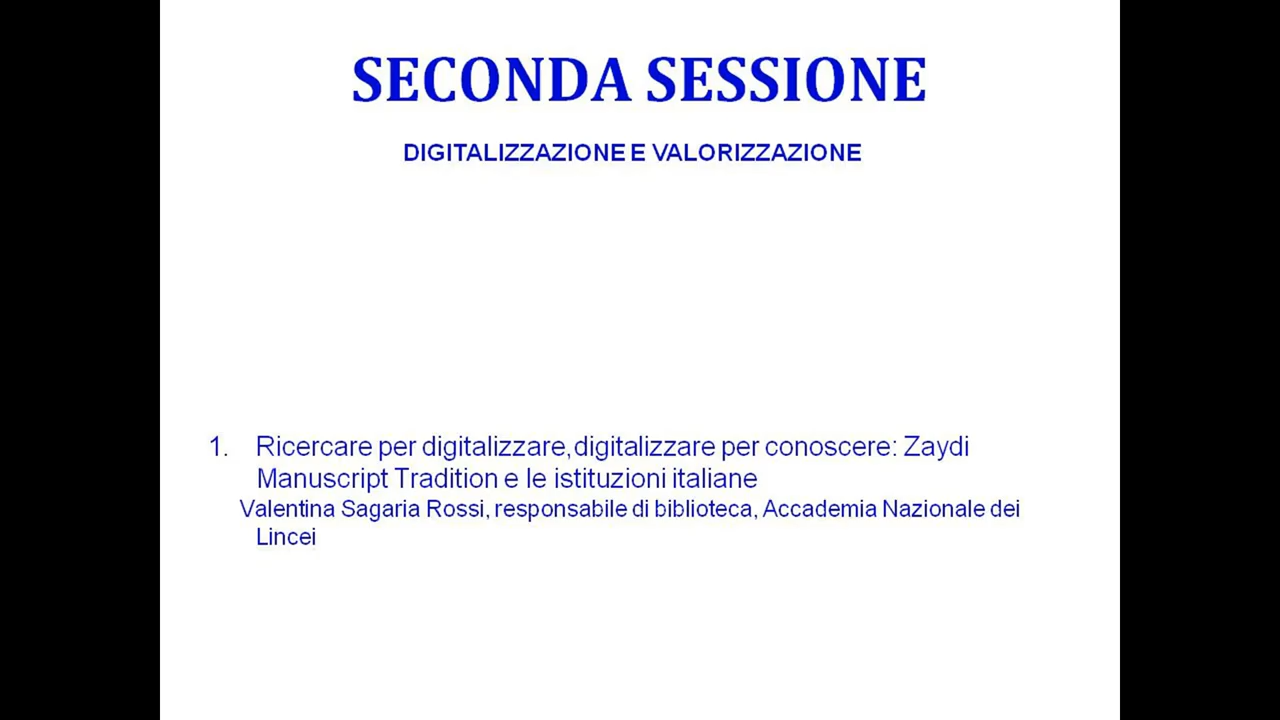 SECONDA SESSIONE
DIGITALIZZAZIONE E VALORIZZAZIONE
1. Ricercare per digitalizzare,digitalizzare per conoscere: Zaydi
Manuscript Tradition e le istituzioni italiane
Valentina Sagaria Rossi, responsabile di biblioteca, Accademia Nazionale dei
Lincei